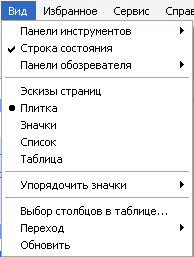 Вид Избранное Сервис
Панели инструментов
Строка состояния
Панели обозревателя
Эскизы страниц
Плитка
Значки
Список
Таблица
Упорядочить значки
Выбор столбцов в таблице...
Переход
Обновить